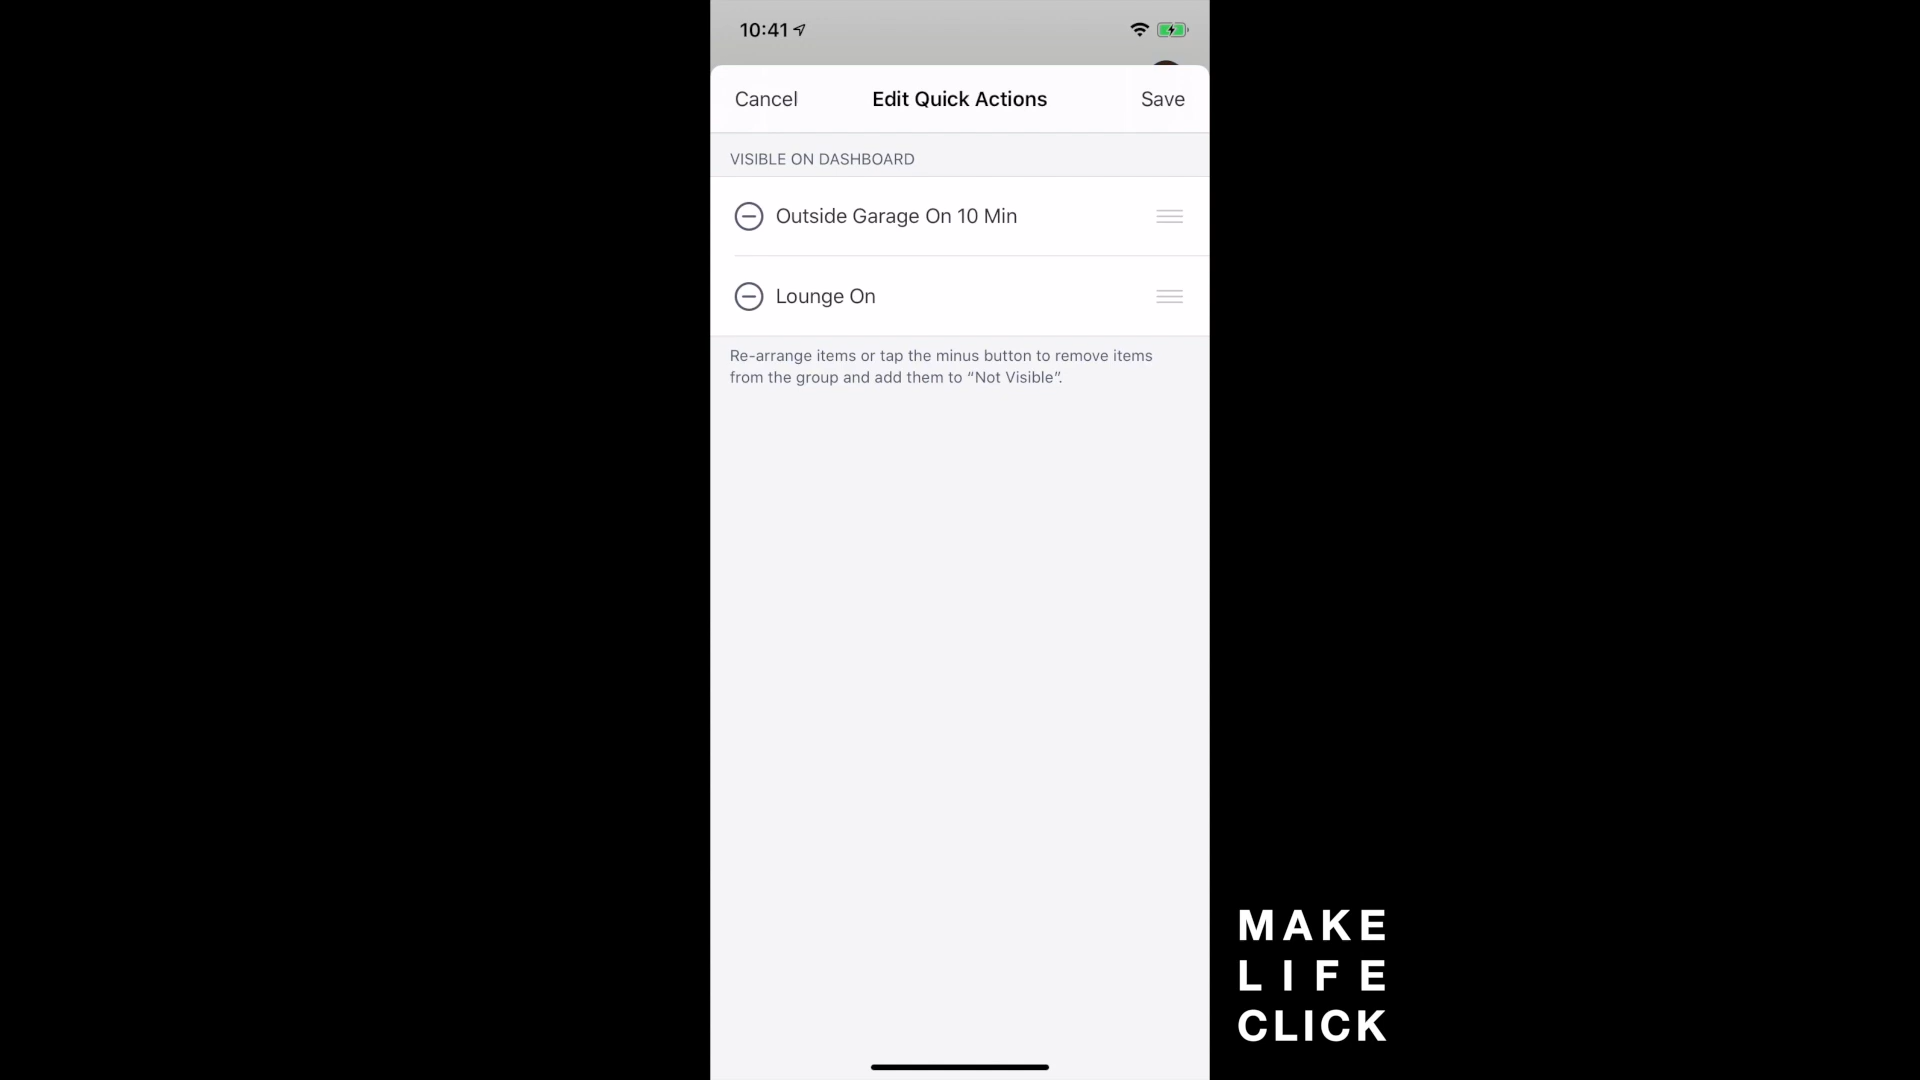 10:41
Cancel
Edit Quick Actions
Save
VISIBLE ON DASHBOARD
Outside Garage On 10 Min
Lounge On
Re-arrange items or tap the minus button to remove items
from the group and add them to “Not Visible”.
MAKE
LIFE
CLICK